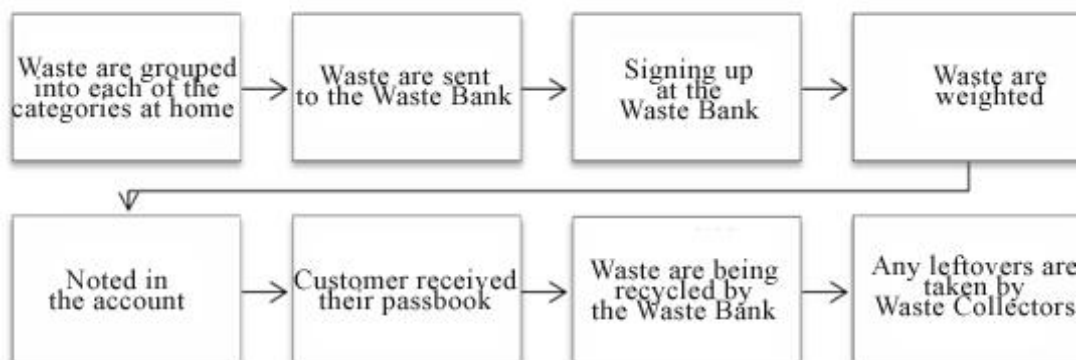 Waste are grouped
into each of the
categories at home
Waste are sent
to the Waste Bank
Signing up
at the
Waste Bank
Waste are
weighted
Noted in
the account
Customer received
their passbook
Waste are being
recycled by
the Waste Bank
Any leftovers are
taken by
Waste Collectors